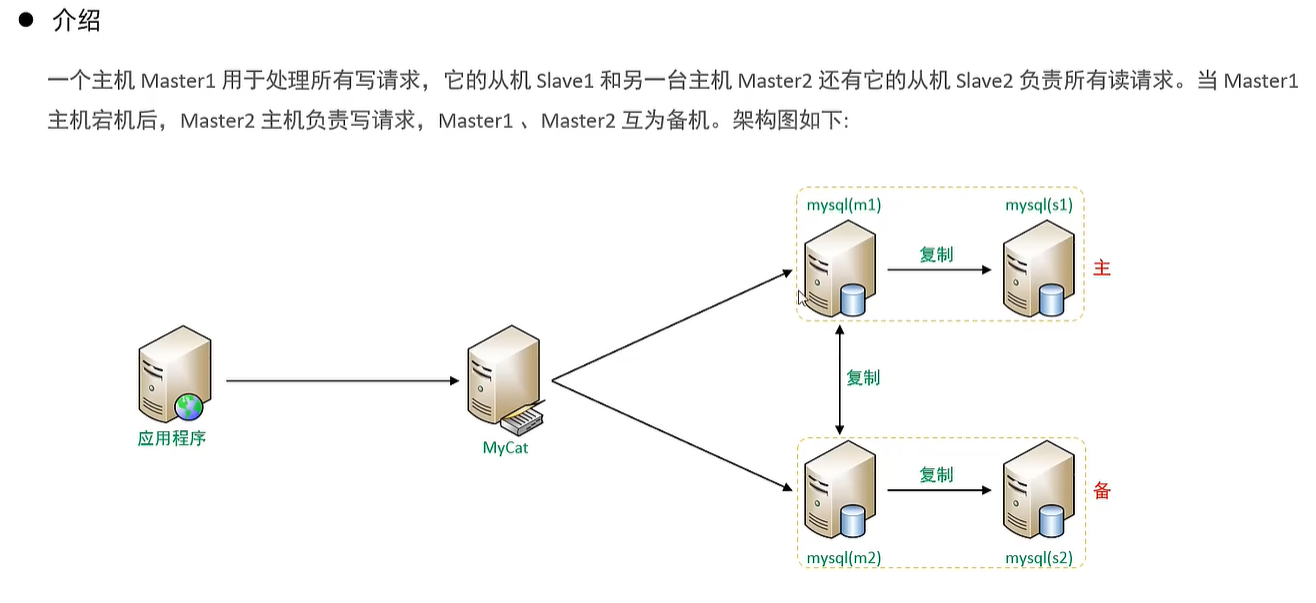 介绍
一个主机 Master1 用于处理所有写请求，它的从机 Slave1 和另一台主机 Master2 还有它的从机 Slave2 负责所有读请求。当 Master1
主机宕机后，Master2 主机负责写请求，Master1 、Master2 互为备机。架构图如下:
mysql(m1)
mysql(s1)
复制
主
复制
应用程序
MyCat
复制
备
mysql(m2)
mysql(s2)